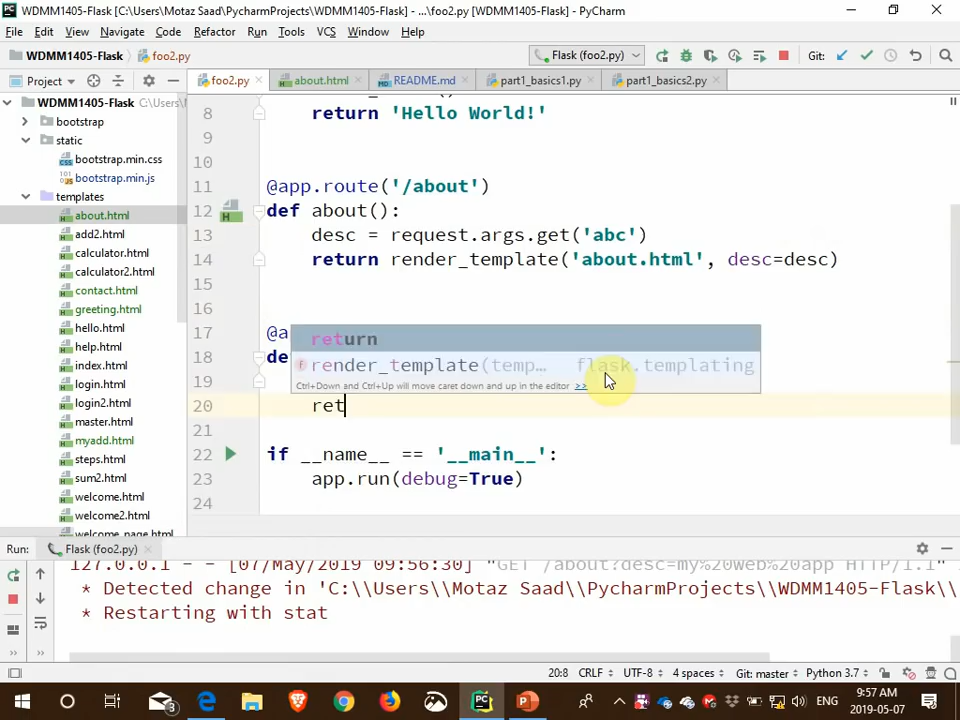 WDMM1405-Flask [C:\Users\Motaz Saad\PycharmProjects\WDMM1405-Flask] - ...\foo2.py [WDMM1405-Flask] - PyCharm
File Edit View Navigate Code Refactor Run Tools VCS Window Help
WDMM1405-Flask foo2.py Flask (foo2.py) Git:
Project foo2.py about.html README.md part1_basics1.py part1_basics2.py
WDMM1405-Flask C:\Users
bootstrap
static
bootstrap.min.css
bootstrap.min.js
templates
about.html
add2.html
calculator.html
calculator2.html
contact.html
greeting.html
hello.html
help.html
index.html
login.html
login2.html
master.html
myadd.html
steps.html
sum2.html
welcome.html
welcome2.html
welcome_page.html
8 return 'Hello World!'
9
10
11 @app.route('/about')
12 def about():
13 desc = request.args.get('abc')
14 return render_template('about.html', desc=desc)
15
16
17 @a
18 de
19
20 ret
21
22 if __name__ == '__main__':
23 app.run(debug=True)
24
return
render_template(temp... flask.templating
Ctrl+Down and Ctrl+Up will move caret down and up in the editor >>
Run: Flask (foo2.py)
127.0.0.1 - - [07/May/2019 09:56:30] "GET /about?desc=my%20web%20app HTTP/1.1"
* Detected change in 'C:\\Users\\Motaz Saad\\PycharmProjects\\WDMM1405-Flask\\
* Restarting with stat
20:8 CRLF UTF-8 4 spaces Git: master Python 3.7
3 ENG 9:57 AM
2019-05-07